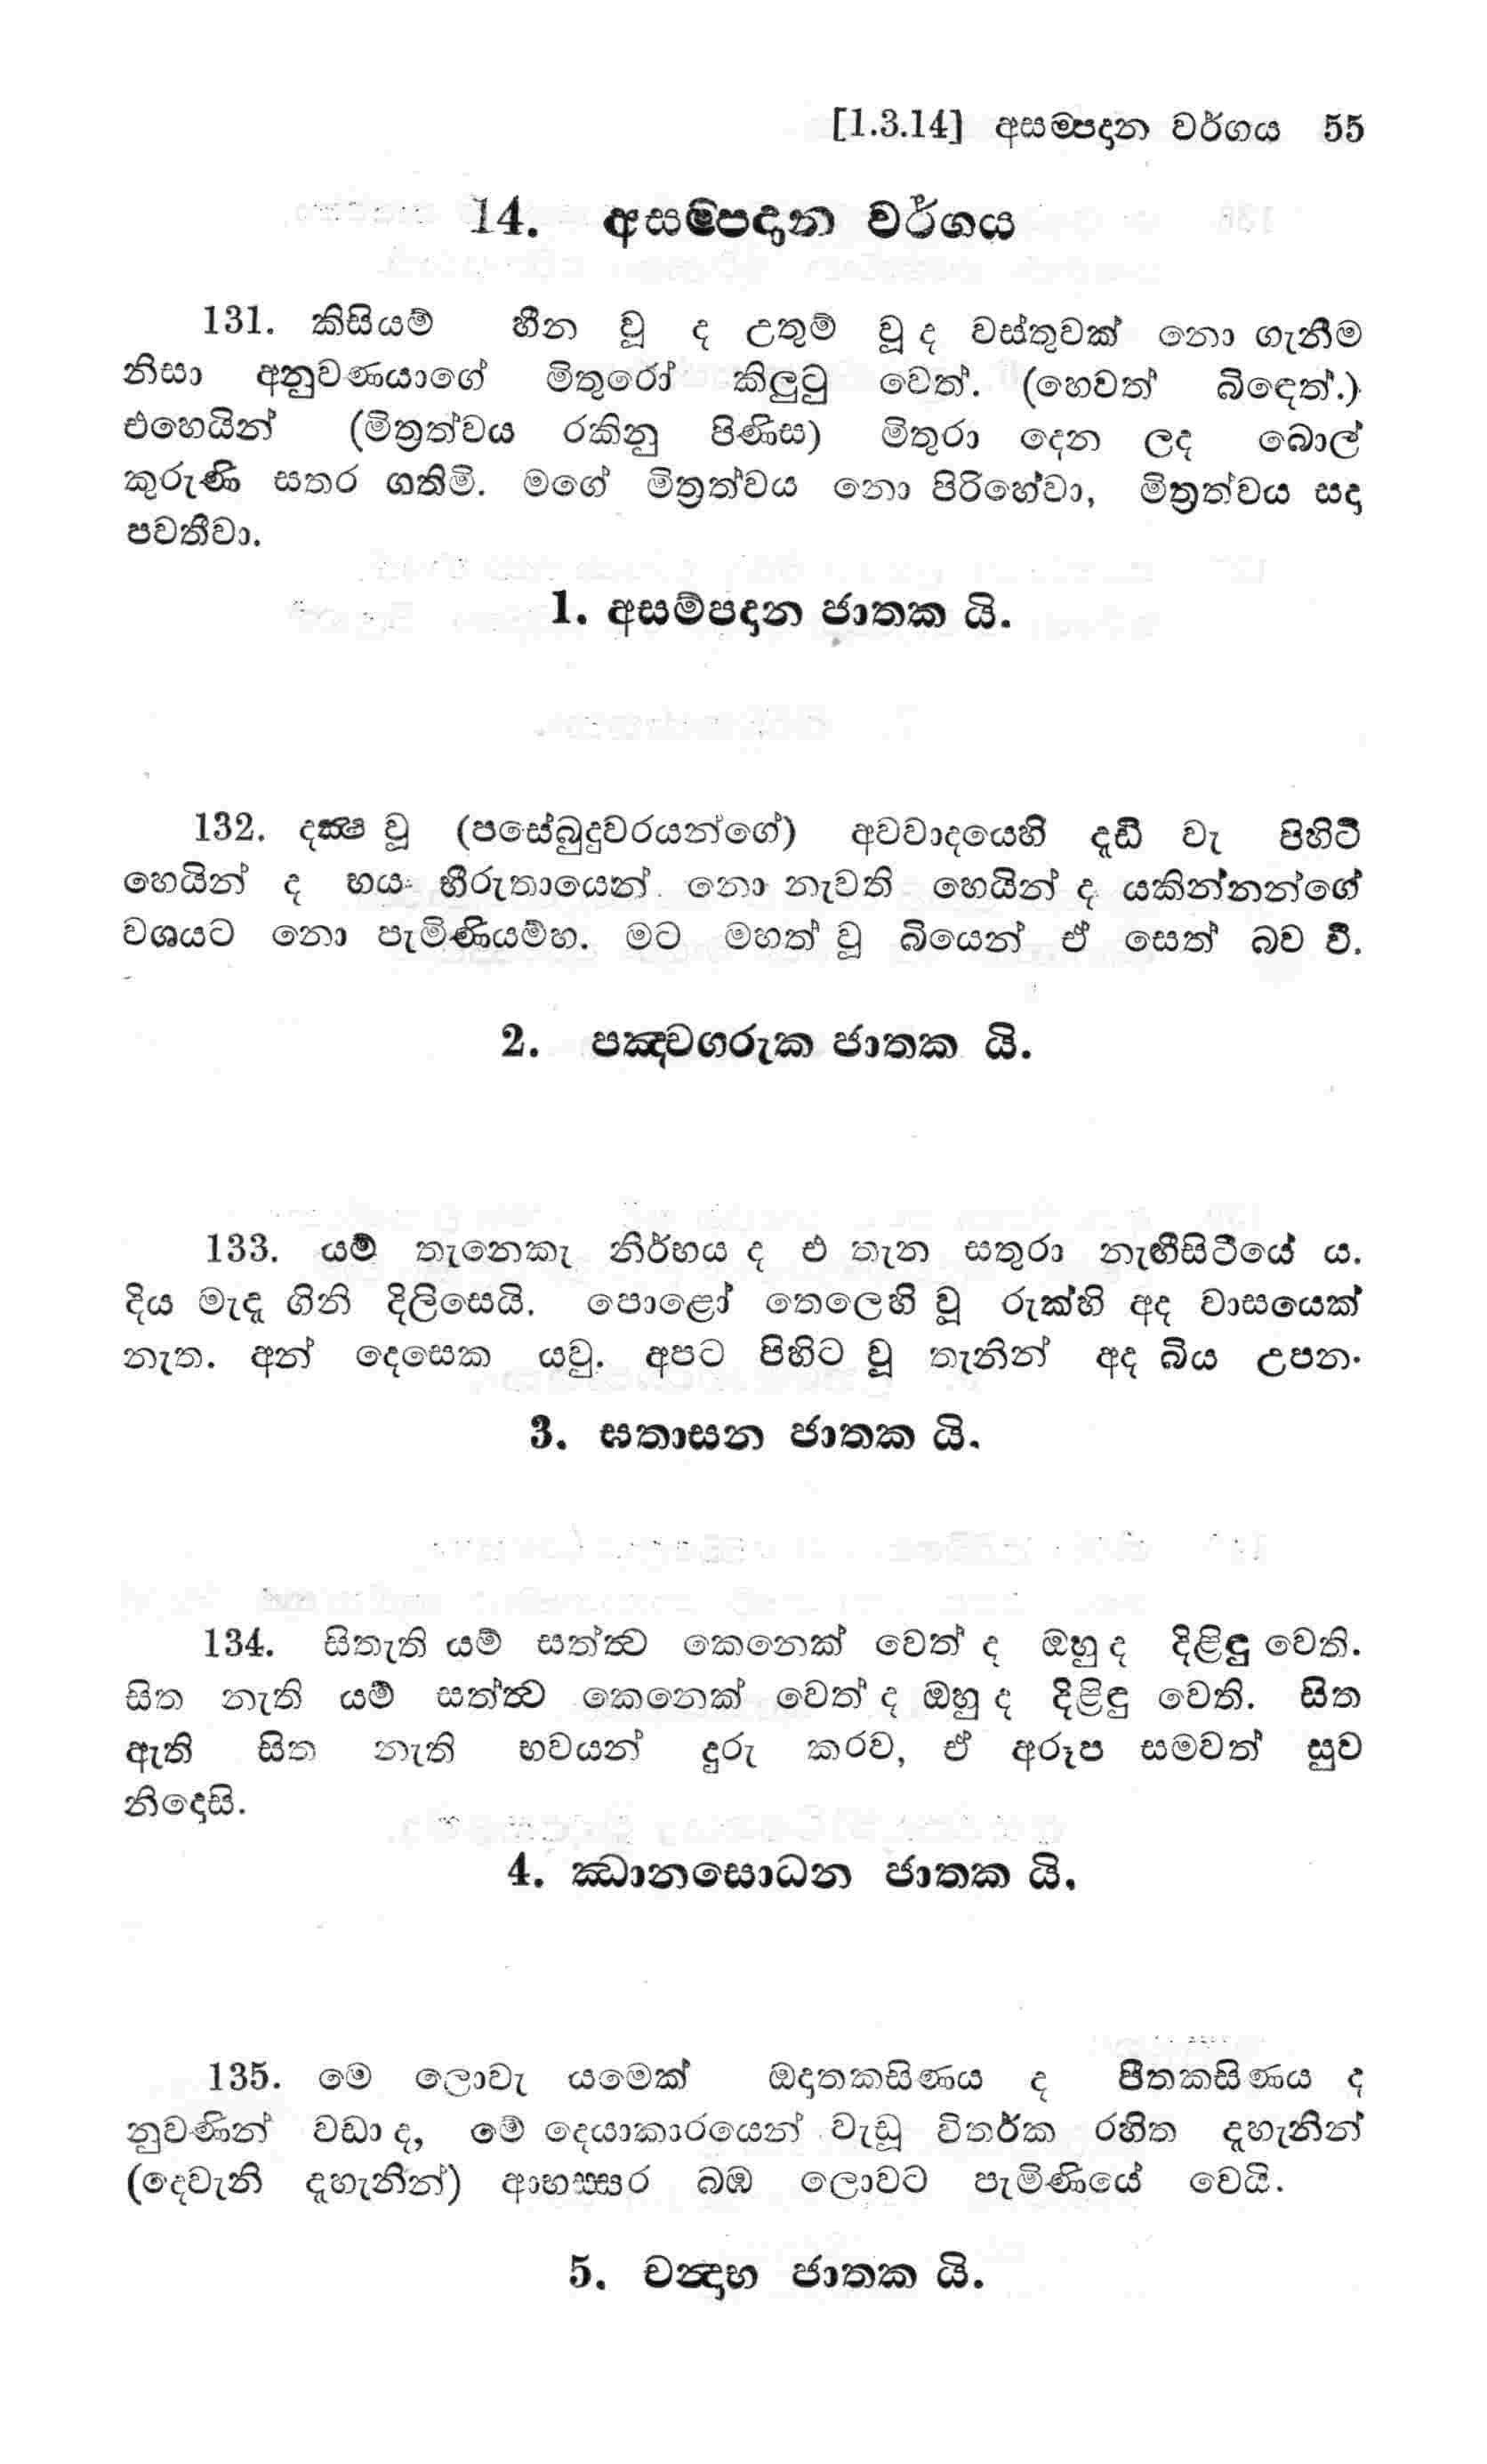 [1.3.14] අසම්පදාන වර්ගය 55
14. අසම්පදාන වර්ගය
131. කිසියම් හීන වූ ද උතුම් වූ ද වස්තුවක් නො ගැනීම
නිසා අනුවණයාගේ මිතුරෝ කිලුටු වෙත්. (හෙවත් බිඳෙත්.)
එහෙයින් (මිත්‍රත්වය රකිනු පිණිස) මිතුරා දෙන ලද බොල්
කුරුණි සතර ගතිමි. මගේ මිත්‍රත්වය නො පිරිහේවා, මිත්‍රත්වය සදා
පවතීවා.
1. අසම්පදාන ජාතක යි.
132. දක්‍ෂ වූ (පසේබුදුවරයන්ගේ) අවවාදයෙහි දැඩි වැ පිහිටී
හෙයින් ද භය භීරුතායෙන් නො නැවති හෙයින් ද යකින්නන්ගේ
වශයට නො පැමිණියම්හ. මට මහත් වූ බියෙන් ඒ සෙත් බව වී.
2. පඤ්චගරුක ජාතක යි.
133. යම් තැනෙකැ නිර්භය ද එ තැන සතුරා නැඟීසිටියේ ය.
දිය මැදැ ගිනි දිලිසෙයි. පොළෝ තෙලෙහි වූ රුක්හි අද වාසයෙක්
නැත. අන් දෙසෙක යවු. අපට පිහිට වූ තැනින් අද බිය උපන.
3. ඝතාසන ජාතක යි.
134. සිතැති යම් සත්ත්‍ව කෙනෙක් වෙත් ද ඔහු ද දිළිඳු වෙති.
සිත නැති යම් සත්ත්‍ව කෙනෙක් වෙත් ද ඔහු ද දිළිඳු වෙති. සිත
ඇති සිත නැති භවයන් දුරු කරව, ඒ අරූප සමවත් සුව
නිදොසි.
4. ඣානසොධන ජාතක යි.
135. මෙ ලොවැ යමෙක් ඔදාතකසිණය ද පීතකසිණය ද
නුවණින් වඩා ද, මේ දෙයාකාරයෙන් වැඩූ විතර්ක රහිත දැහැනින්
(දෙවැනි දැහැනින්) ආභස්සර බඹ ලොවට පැමිණියේ වෙයි.
5. චන්‍දාභ ජාතක යි.